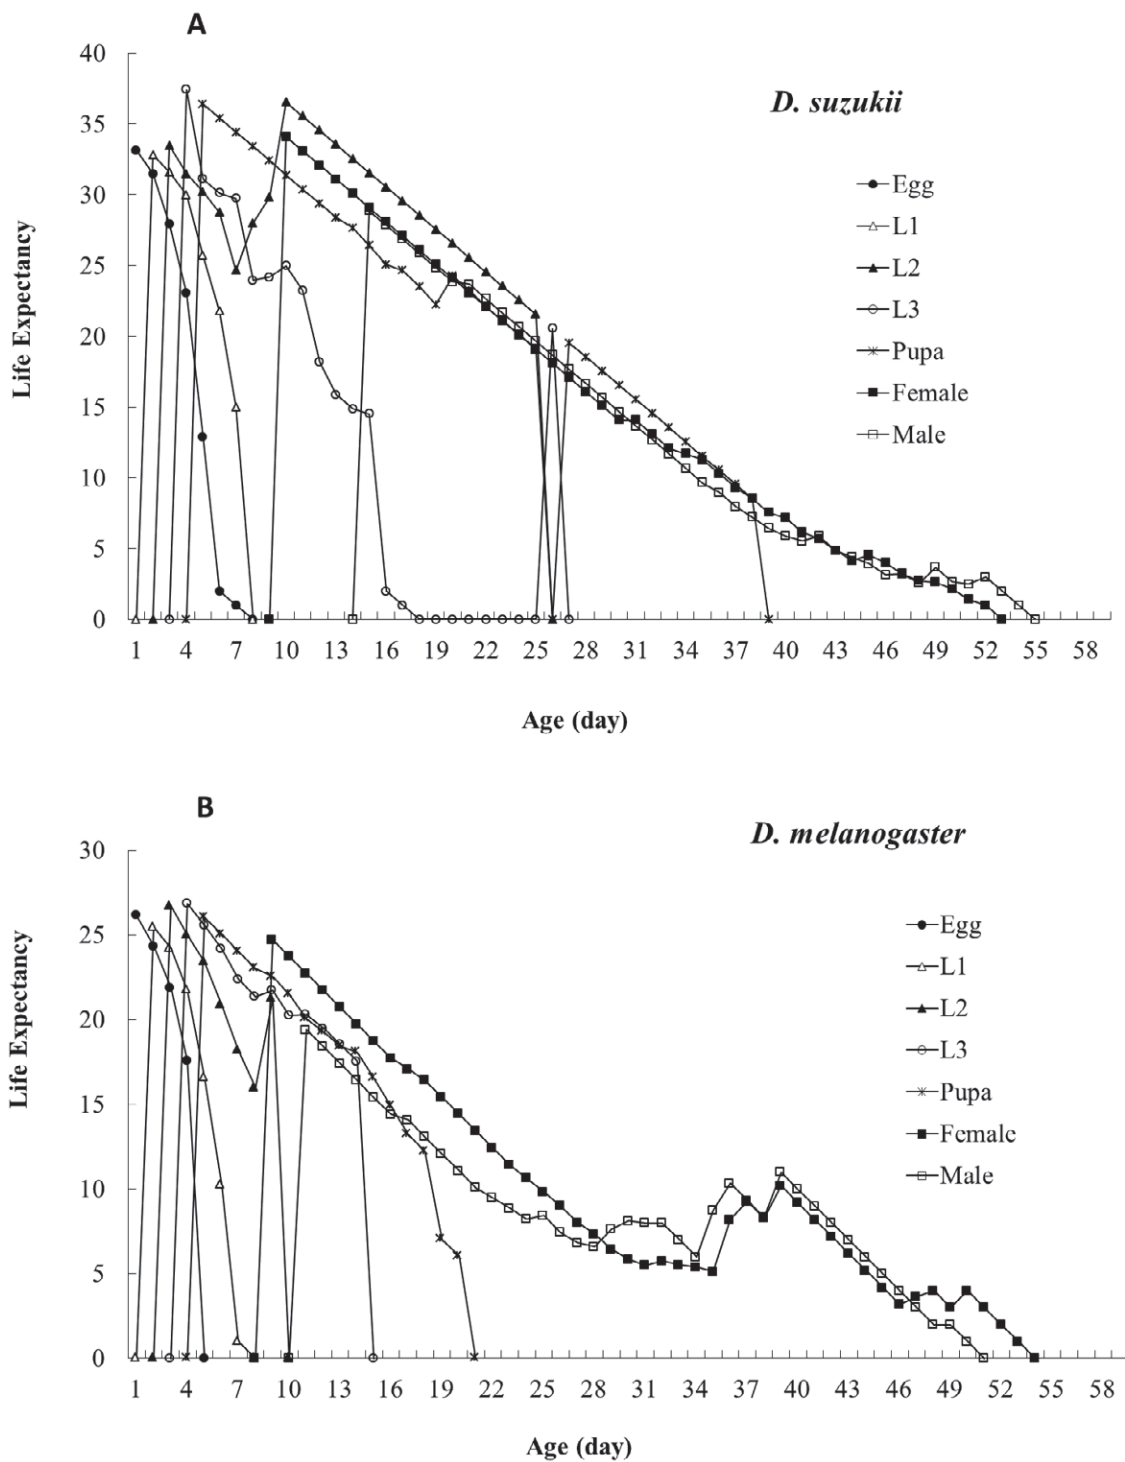 A
D. suzukii
Life Expectancy
40
35
30
25
20
15
10
5
0
Egg
L1
L2
L3
Pupa
Female
Male
1 4 7 10 13 16 19 22 25 28 31 34 37 40 43 46 49 52 55 58
Age (day)
B
D. melanogaster
Life Expectancy
30
25
20
15
10
5
0
Egg
L1
L2
L3
Pupa
Female
Male
1 4 7 10 13 16 19 22 25 28 31 34 37 40 43 46 49 52 55 58
Age (day)